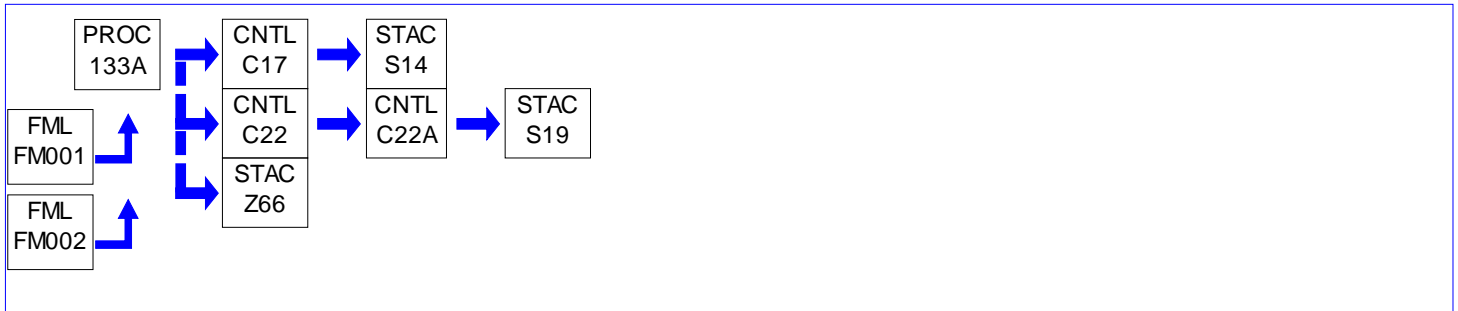 PROC
133A
CNTL
C17
STAC
S14
FML
FM001
CNTL
C22
CNTL
C22A
STAC
S19
STAC
Z66
FML
FM002